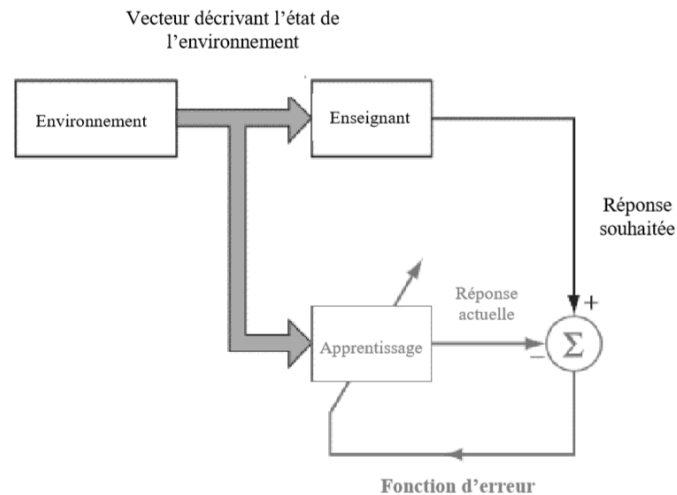 Vecteur décrivant l'état de
l'environnement
Environnement
Enseignant
Réponse
souhaitée
+
Réponse
actuelle
Apprentissage
−
Σ
Fonction d'erreur